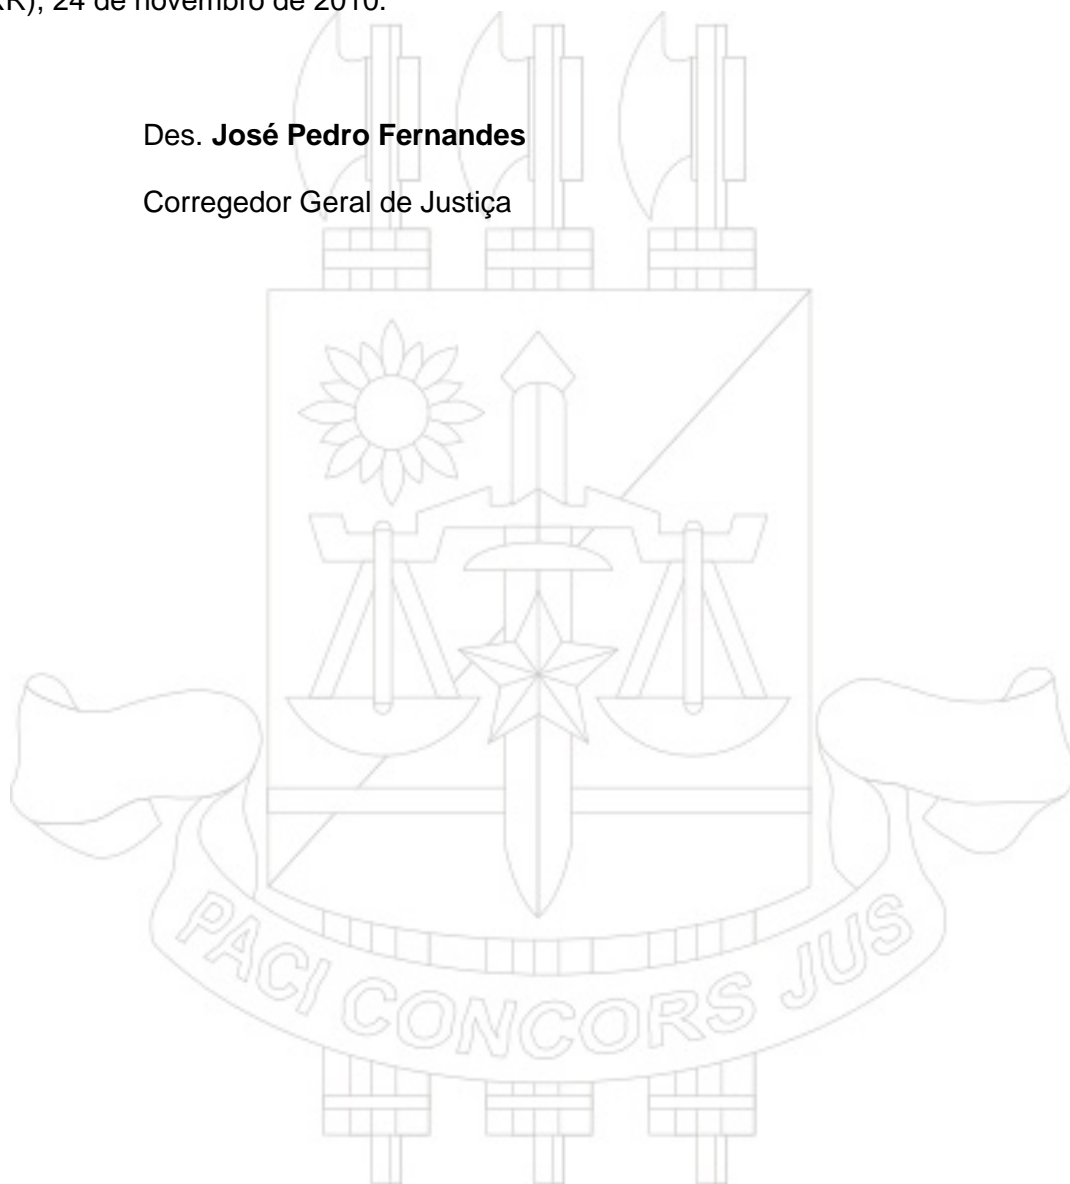 RR), 24 de novembro de 2010.
Des. José Pedro Fernandes
Corregedor Geral de Justiça
PACI CONCORS JUS